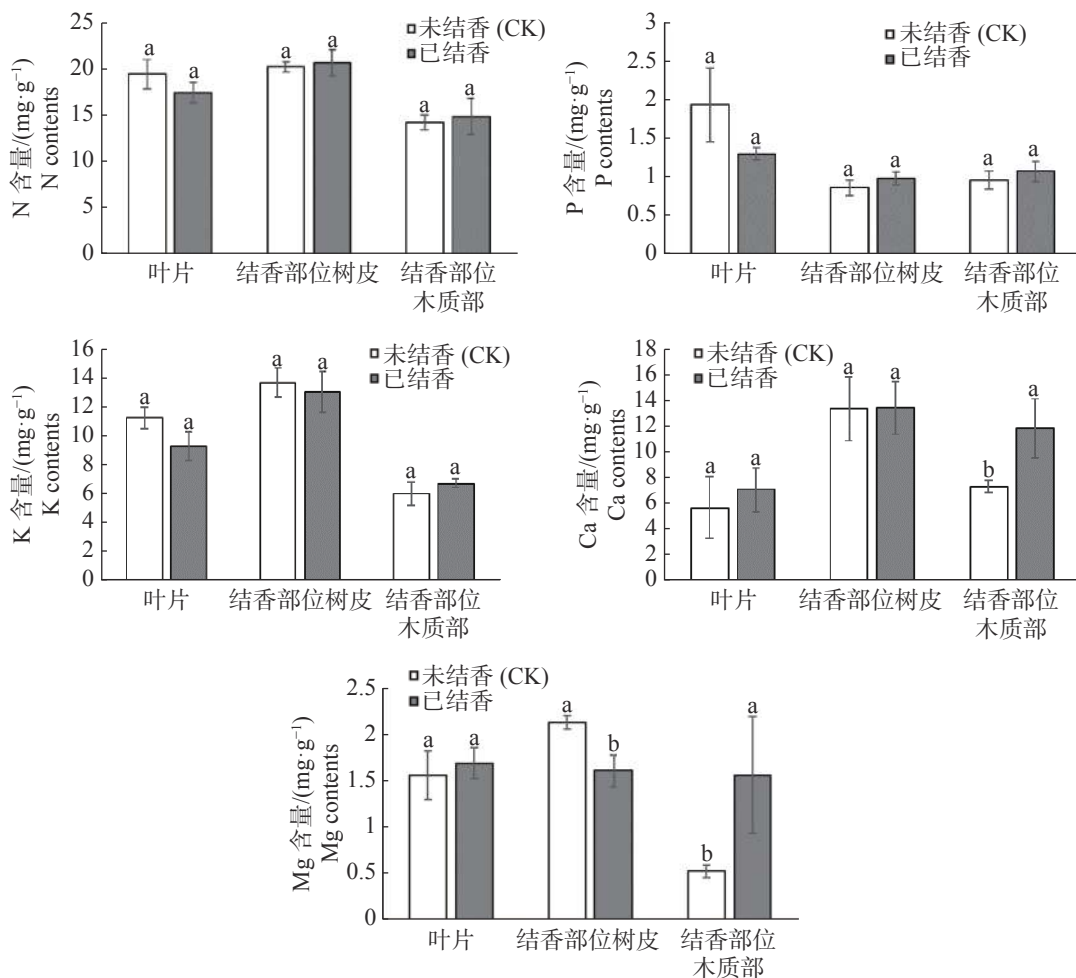 N 含量/(mg·g⁻¹)
N contents
25
20
15
10
5
0
未结香 (CK)
已结香
a
a
a
a
a
a
叶片
结香部位树皮
结香部位
木质部
P 含量/(mg·g⁻¹)
P contents
3
2.5
2
1.5
1
0.5
0
未结香 (CK)
已结香
a
a
a
a
a
a
叶片
结香部位树皮
结香部位
木质部
K 含量/(mg·g⁻¹)
K contents
16
14
12
10
8
6
4
2
0
未结香 (CK)
已结香
a
a
a
a
a
a
叶片
结香部位树皮
结香部位
木质部
Ca 含量/(mg·g⁻¹)
Ca contents
18
16
14
12
10
8
6
4
2
0
未结香 (CK)
已结香
a
a
a
a
b
a
叶片
结香部位树皮
结香部位
木质部
Mg 含量/(mg·g⁻¹)
Mg contents
2.5
2
1.5
1
0.5
0
未结香 (CK)
已结香
a
a
a
b
b
a
叶片
结香部位树皮
结香部位
木质部